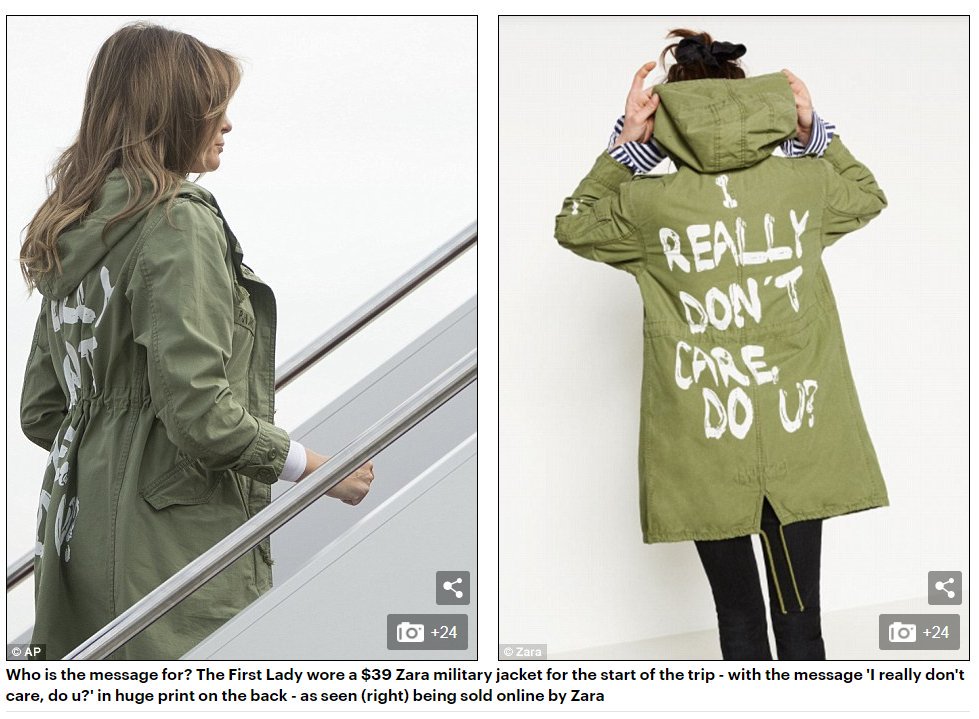 I
REALLY
DON'T
CARE,
DO U?
+24
+24
© AP
© Zara
Who is the message for? The First Lady wore a $39 Zara military jacket for the start of the trip - with the message 'I really don't
care, do u?' in huge print on the back - as seen (right) being sold online by Zara